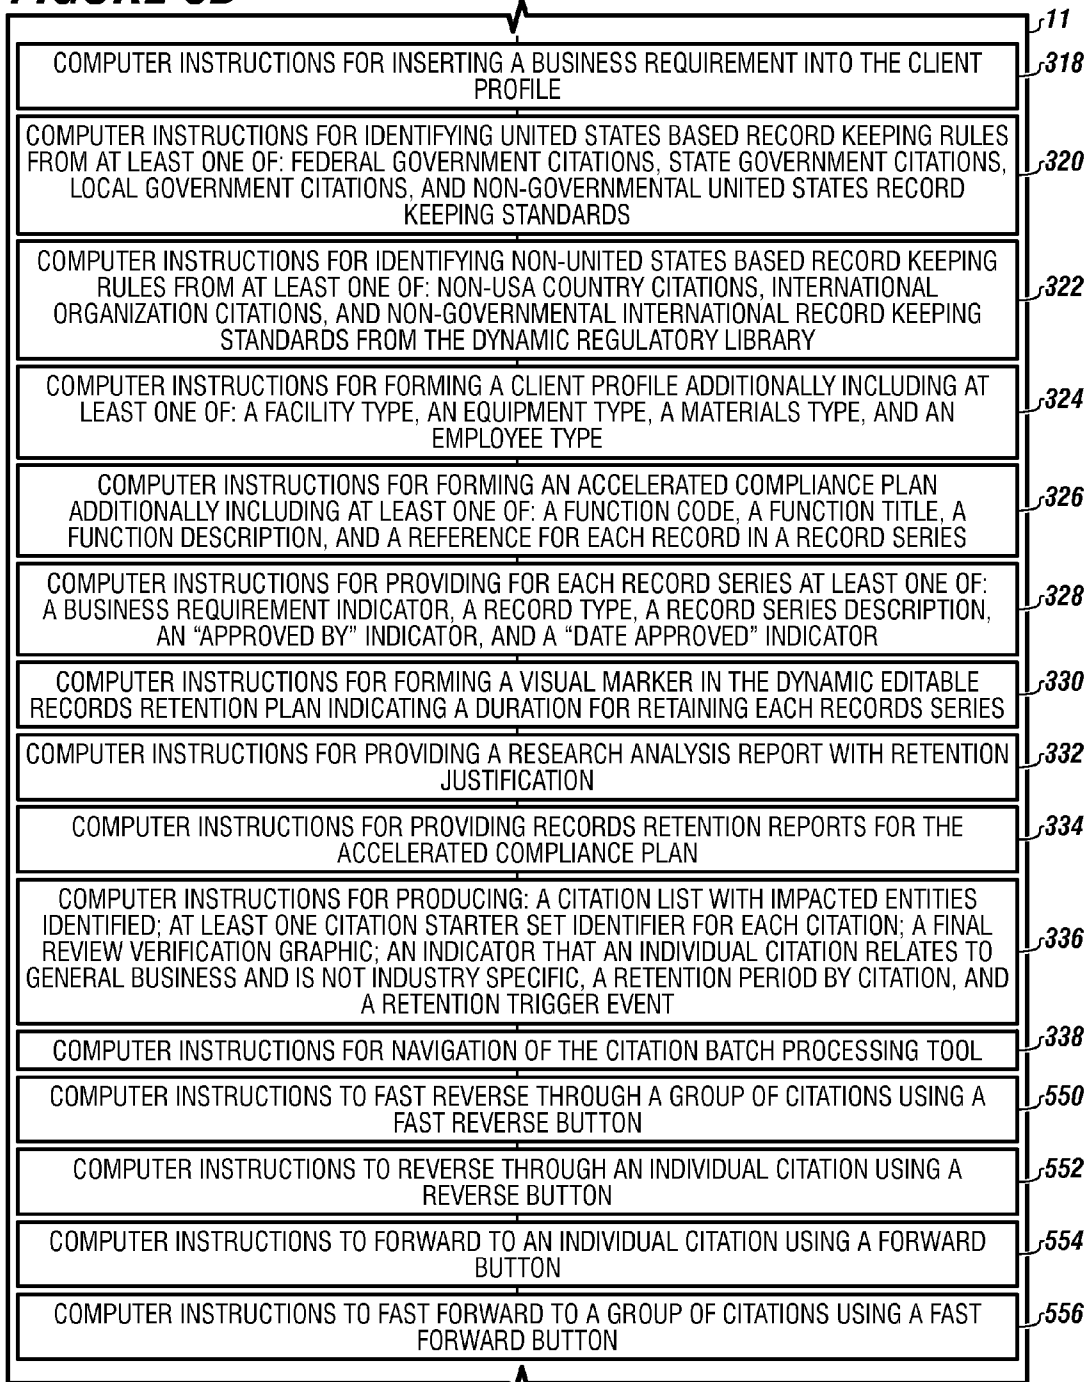 11
COMPUTER INSTRUCTIONS FOR INSERTING A BUSINESS REQUIREMENT INTO THE CLIENT
PROFILE
318
COMPUTER INSTRUCTIONS FOR IDENTIFYING UNITED STATES BASED RECORD KEEPING RULES
FROM AT LEAST ONE OF: FEDERAL GOVERNMENT CITATIONS, STATE GOVERNMENT CITATIONS,
LOCAL GOVERNMENT CITATIONS, AND NON-GOVERNMENTAL UNITED STATES RECORD
KEEPING STANDARDS
320
COMPUTER INSTRUCTIONS FOR IDENTIFYING NON-UNITED STATES BASED RECORD KEEPING
RULES FROM AT LEAST ONE OF: NON-USA COUNTRY CITATIONS, INTERNATIONAL
ORGANIZATION CITATIONS, AND NON-GOVERNMENTAL INTERNATIONAL RECORD KEEPING
STANDARDS FROM THE DYNAMIC REGULATORY LIBRARY
322
COMPUTER INSTRUCTIONS FOR FORMING A CLIENT PROFILE ADDITIONALLY INCLUDING AT
LEAST ONE OF: A FACILITY TYPE, AN EQUIPMENT TYPE, A MATERIALS TYPE, AND AN
EMPLOYEE TYPE
324
COMPUTER INSTRUCTIONS FOR FORMING AN ACCELERATED COMPLIANCE PLAN
ADDITIONALLY INCLUDING AT LEAST ONE OF: A FUNCTION CODE, A FUNCTION TITLE, A
FUNCTION DESCRIPTION, AND A REFERENCE FOR EACH RECORD IN A RECORD SERIES
326
COMPUTER INSTRUCTIONS FOR PROVIDING FOR EACH RECORD SERIES AT LEAST ONE OF:
A BUSINESS REQUIREMENT INDICATOR, A RECORD TYPE, A RECORD SERIES DESCRIPTION,
AN “APPROVED BY” INDICATOR, AND A “DATE APPROVED” INDICATOR
328
COMPUTER INSTRUCTIONS FOR FORMING A VISUAL MARKER IN THE DYNAMIC EDITABLE
RECORDS RETENTION PLAN INDICATING A DURATION FOR RETAINING EACH RECORDS SERIES
330
COMPUTER INSTRUCTIONS FOR PROVIDING A RESEARCH ANALYSIS REPORT WITH RETENTION
JUSTIFICATION
332
COMPUTER INSTRUCTIONS FOR PROVIDING RECORDS RETENTION REPORTS FOR THE
ACCELERATED COMPLIANCE PLAN
334
COMPUTER INSTRUCTIONS FOR PRODUCING: A CITATION LIST WITH IMPACTED ENTITIES
IDENTIFIED; AT LEAST ONE CITATION STARTER SET IDENTIFIER FOR EACH CITATION; A FINAL
REVIEW VERIFICATION GRAPHIC; AN INDICATOR THAT AN INDIVIDUAL CITATION RELATES TO
GENERAL BUSINESS AND IS NOT INDUSTRY SPECIFIC, A RETENTION PERIOD BY CITATION, AND
A RETENTION TRIGGER EVENT
336
COMPUTER INSTRUCTIONS FOR NAVIGATION OF THE CITATION BATCH PROCESSING TOOL
338
COMPUTER INSTRUCTIONS TO FAST REVERSE THROUGH A GROUP OF CITATIONS USING A
FAST REVERSE BUTTON
550
COMPUTER INSTRUCTIONS TO REVERSE THROUGH AN INDIVIDUAL CITATION USING A
REVERSE BUTTON
552
COMPUTER INSTRUCTIONS TO FORWARD TO AN INDIVIDUAL CITATION USING A FORWARD
BUTTON
554
COMPUTER INSTRUCTIONS TO FAST FORWARD TO A GROUP OF CITATIONS USING A FAST
FORWARD BUTTON
556